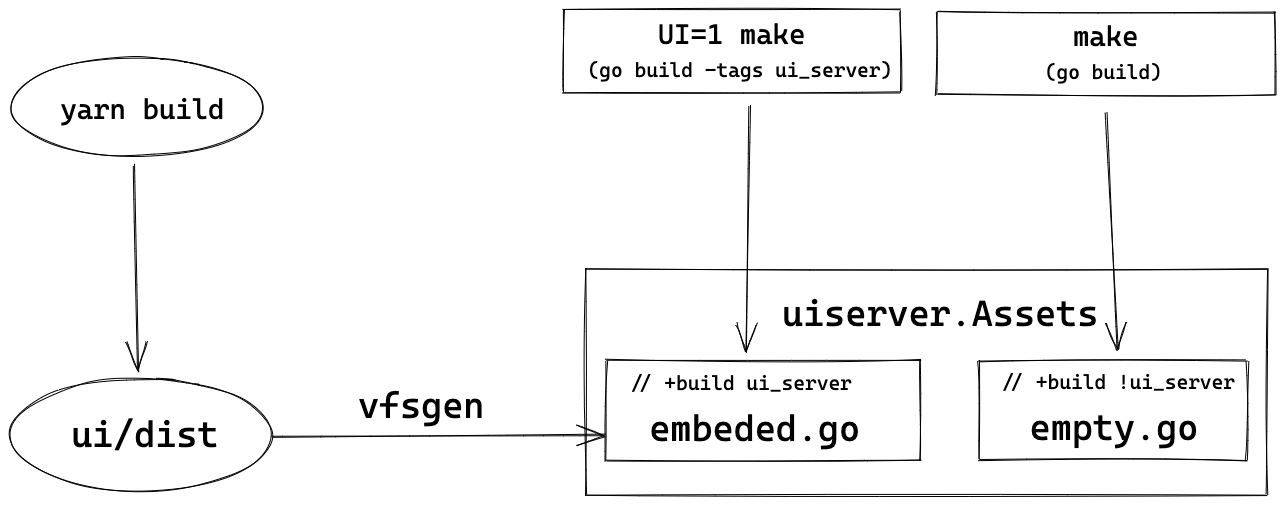 UI=1 make
(go build -tags ui_server)
make
(go build)
yarn build
uiserver.Assets
// +build ui_server
embeded.go
// +build !ui_server
empty.go
vfsgen
ui/dist